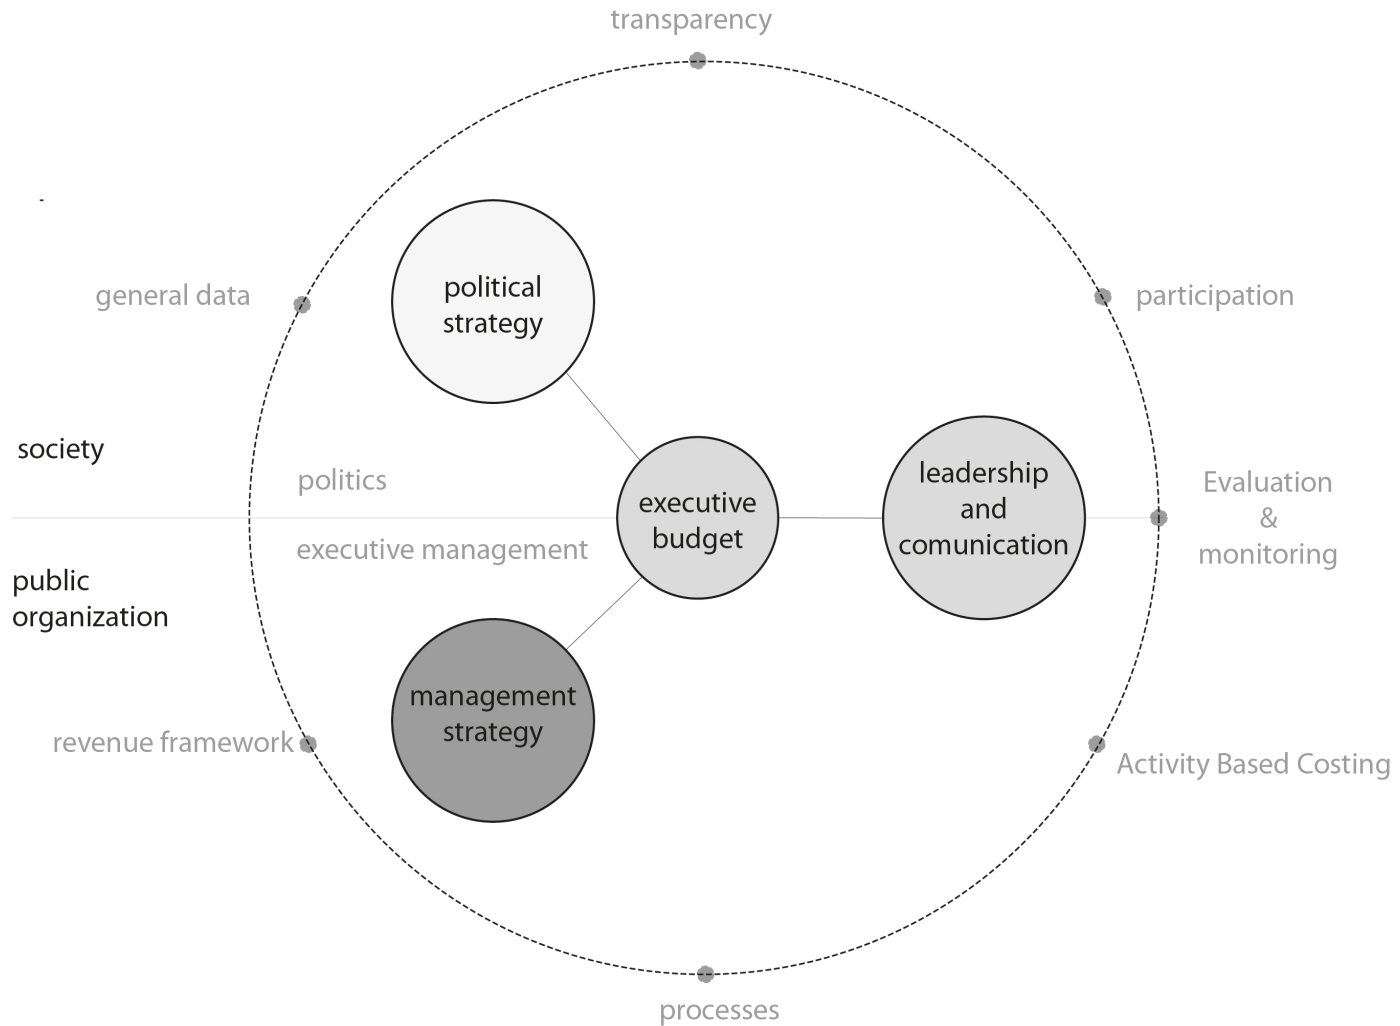 transparency
general data
political
strategy
participation
society
politics
executive
budget
leadership
and
comunication
Evaluation
&
monitoring
executive management
public
organization
management
strategy
revenue framework
Activity Based Costing
processes